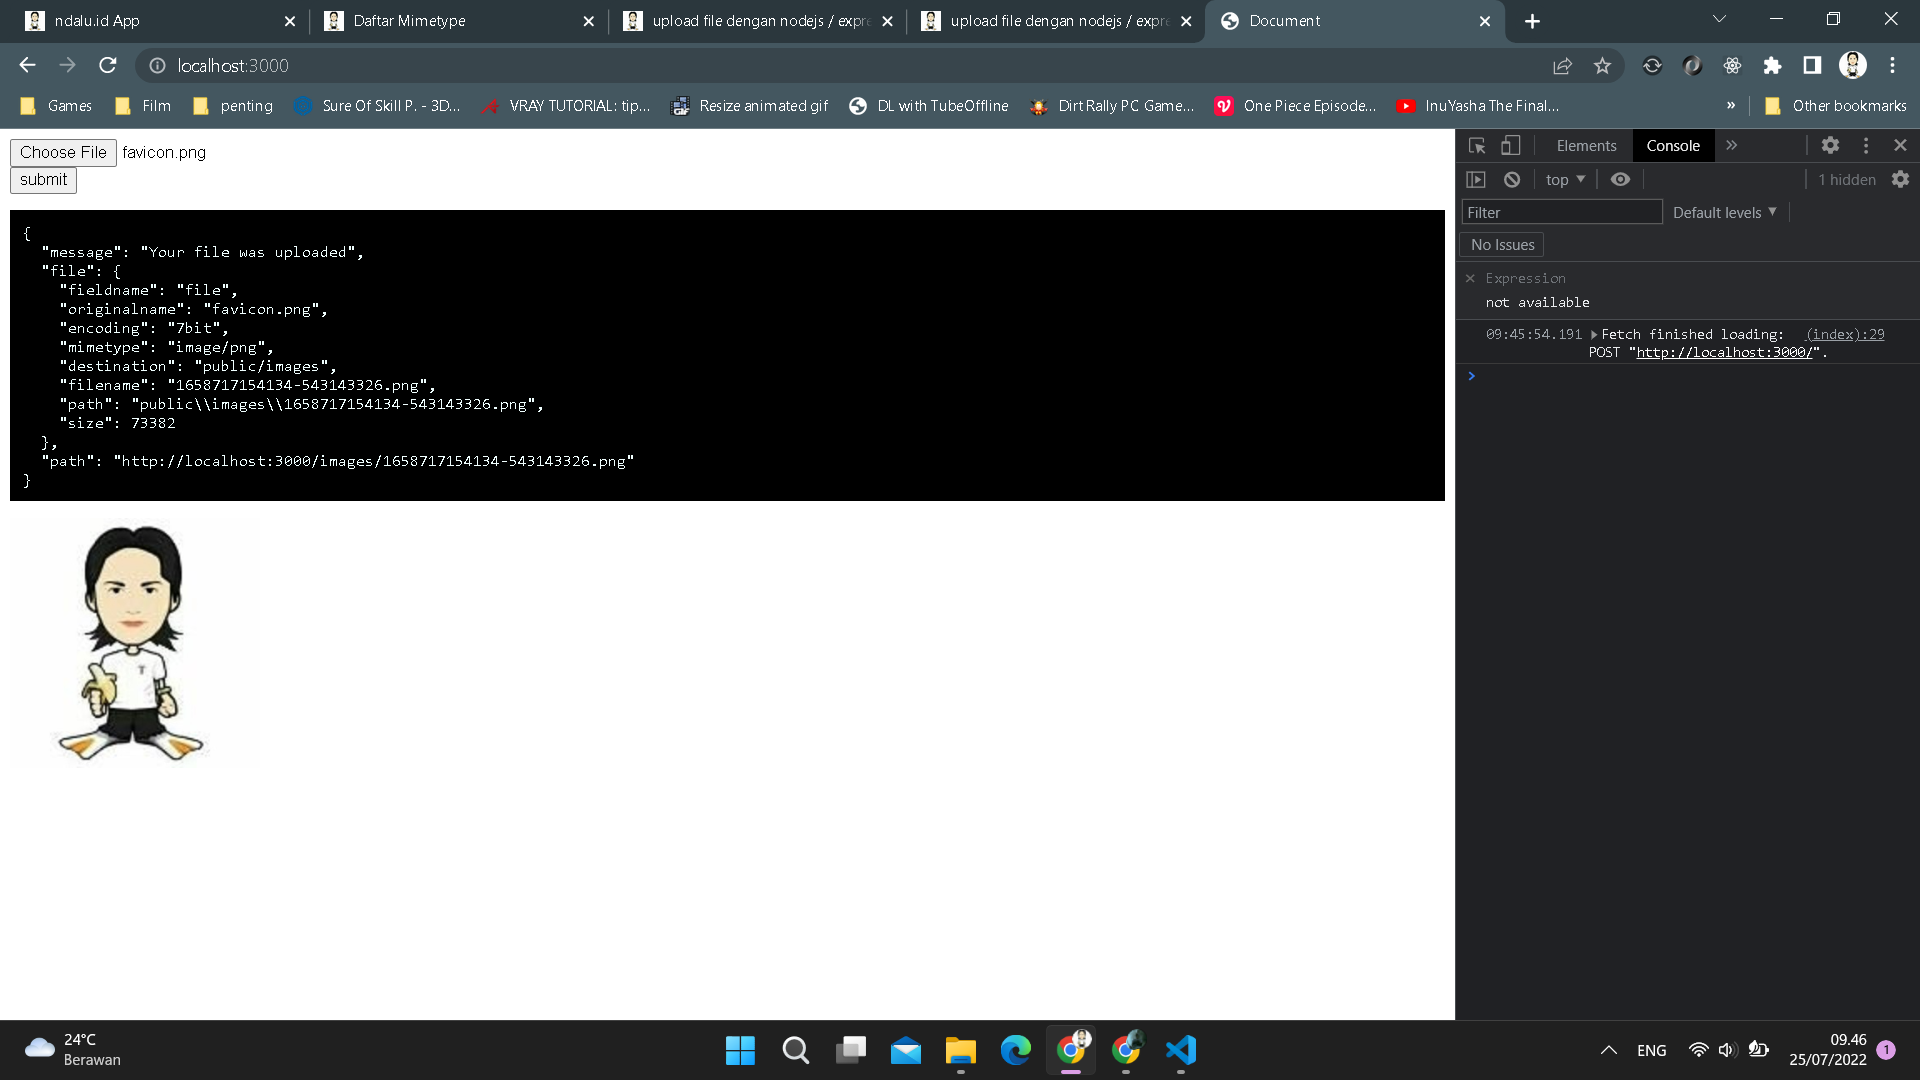 ndalu.id App
Daftar Mimetype
upload file dengan nodejs / expre
upload file dengan nodejs / expre
Document
localhost:3000
Games
Film
penting
Sure Of Skill P. - 3D...
VRAY TUTORIAL: tip...
Resize animated gif
DL with TubeOffline
Dirt Rally PC Game...
One Piece Episode...
InuYasha The Final...
»
Other bookmarks
Choose File favicon.png
submit
{
"message": "Your file was uploaded",
"file": {
"fieldname": "file",
"originalname": "favicon.png",
"encoding": "7bit",
"mimetype": "image/png",
"destination": "public/images",
"filename": "1658717154134-543143326.png",
"path": "public\\images\\1658717154134-543143326.png",
"size": 73382
},
"path": "http://localhost:3000/images/1658717154134-543143326.png"
}
T
Elements
Console
»
top
1 hidden
Filter
Default levels
No Issues
Expression
not available
09:45:54.191 Fetch finished loading: (index):29
POST "http://localhost:3000/".
24°C
Berawan
ENG
09.46
25/07/2022
1